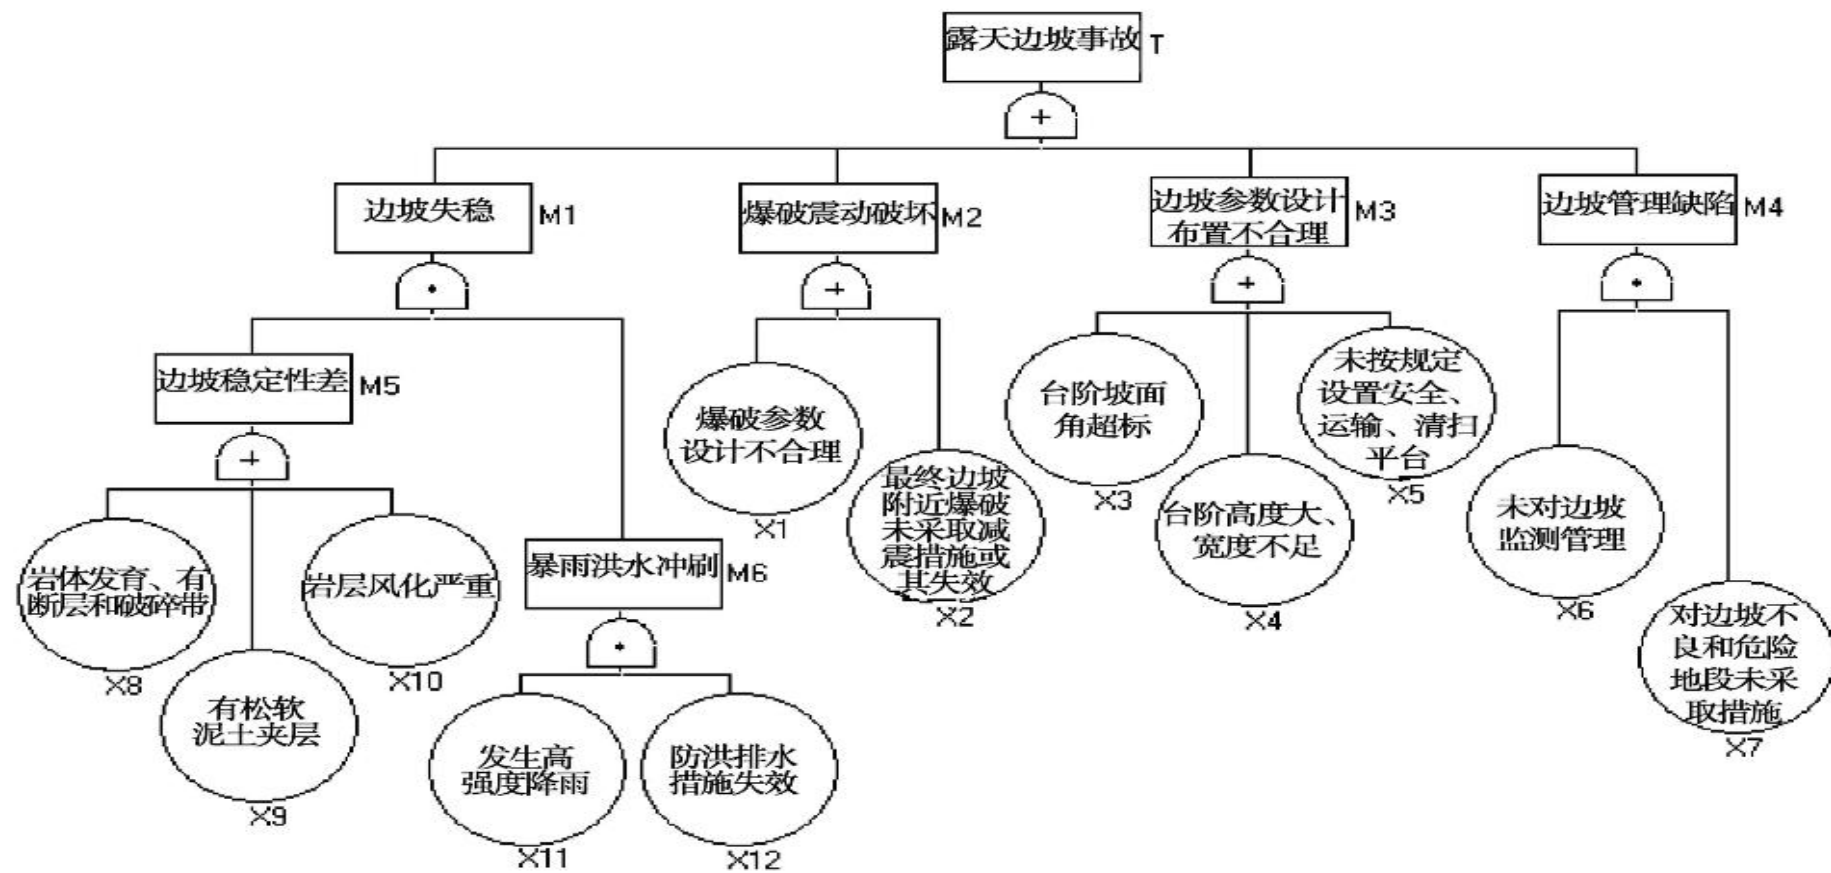 露天边坡事故 T
+
边坡失稳 M1
爆破震动破坏 M2
边坡参数设计
布置不合理 M3
边坡管理缺陷 M4
·
+
+
·
边坡稳定性差 M5
+
爆破参数
设计不合理
X1
最终边坡
附近爆破
未采取减
震措施或
其失效
X2
台阶坡面
角超标
X3
台阶高度大、
宽度不足
X4
未按规定
设置安全、
运输、清扫
平台
X5
未对边坡
监测管理
X6
对边坡不
良和危险
地段未采
取措施
X7
岩体发育、有
断层和破碎带
X8
有松软
泥土夹层
X9
岩层风化严重
X10
暴雨洪水冲刷 M6
·
发生高
强度降雨
X11
防洪排水
措施失效
X12